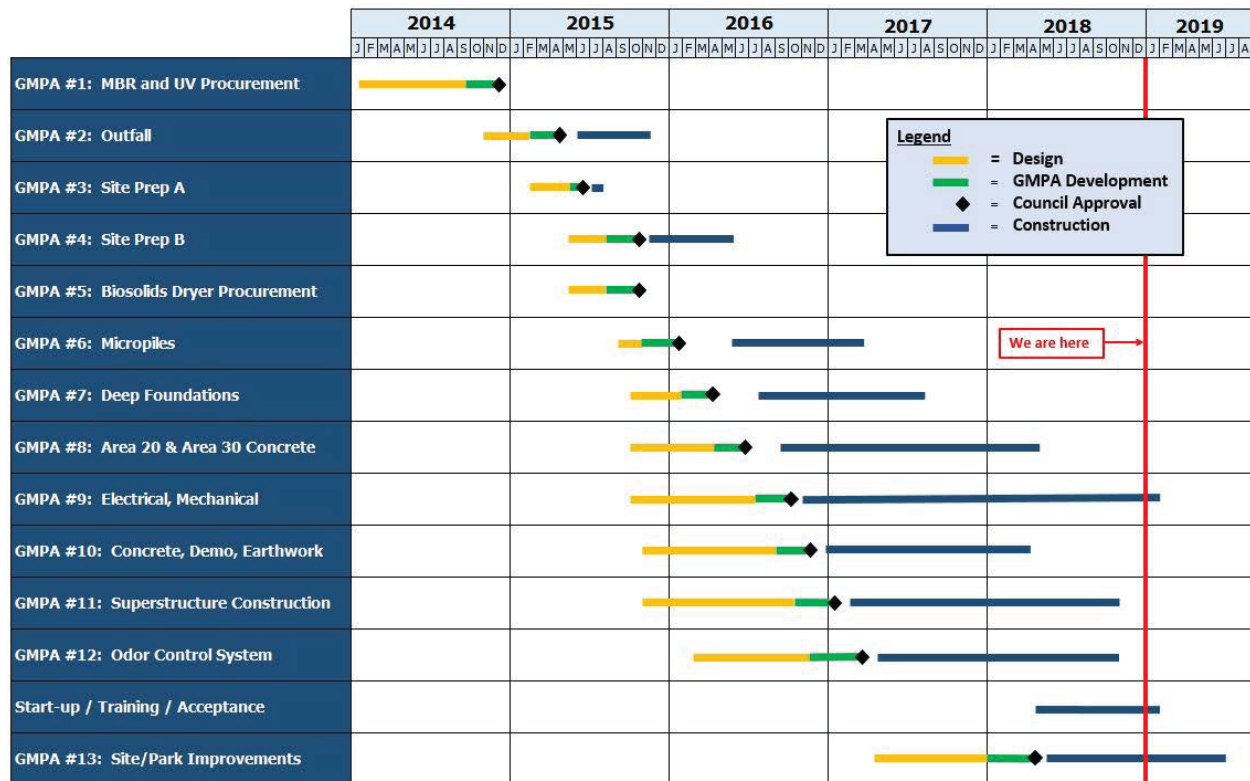 2014 2015 2016 2017 2018 2019
J F M A M J J A S O N D J F M A M J J A S O N D J F M A M J J A S O N D J F M A M J J A S O N D J F M A M J J A S O N D J F M A M J J A
GMPA #1: MBR and UV Procurement
GMPA #2: Outfall
Legend
= Design
= GMPA Development
= Council Approval
= Construction
GMPA #3: Site Prep A
GMPA #4: Site Prep B
GMPA #5: Biosolids Dryer Procurement
GMPA #6: Micropiles
We are here
GMPA #7: Deep Foundations
GMPA #8: Area 20 & Area 30 Concrete
GMPA #9: Electrical, Mechanical
GMPA #10: Concrete, Demo, Earthwork
GMPA #11: Superstructure Construction
GMPA #12: Odor Control System
Start-up / Training / Acceptance
GMPA #13: Site/Park Improvements